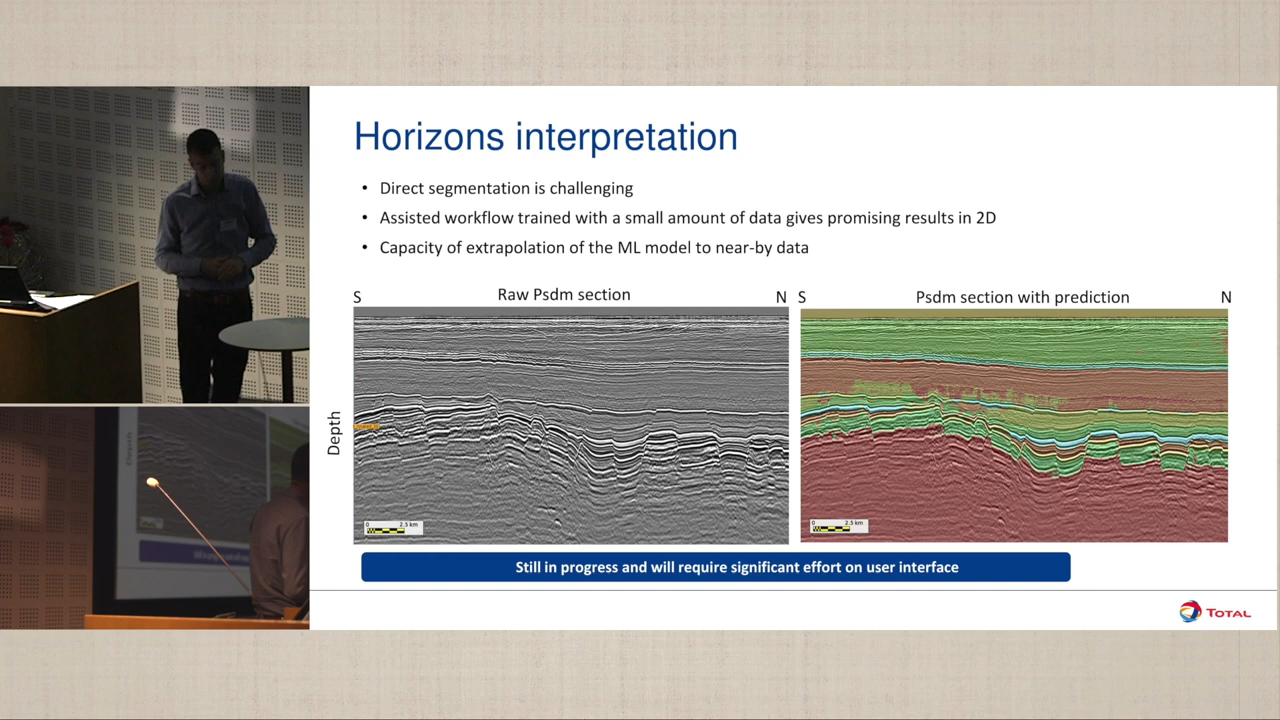 Horizons interpretation
• Direct segmentation is challenging
• Assisted workflow trained with a small amount of data gives promising results in 2D
• Capacity of extrapolation of the ML model to near-by data
S Raw Psdm section N
S Psdm section with prediction N
Depth
0 2.5 km
0 2.5 km
Still in progress and will require significant effort on user interface
TOTAL